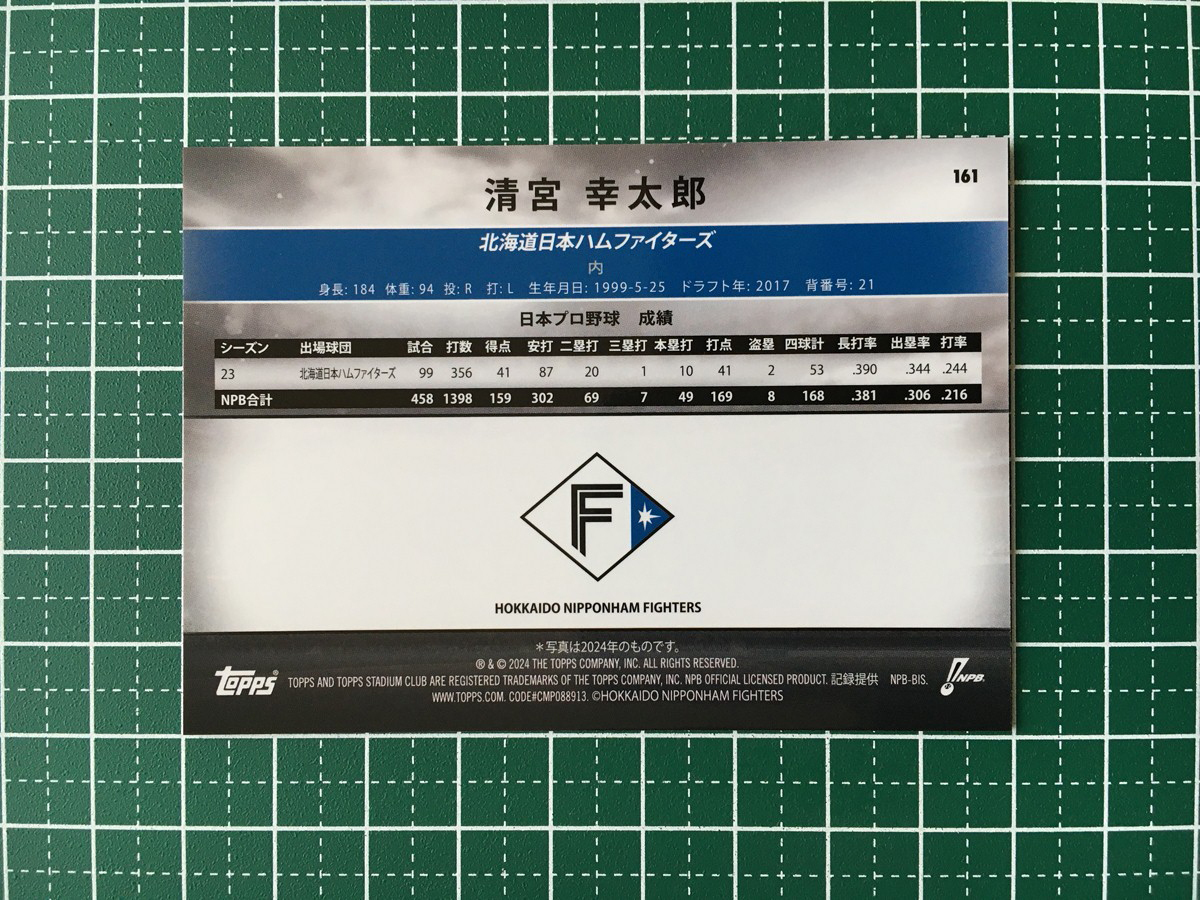 161
清宮 幸太郎
北海道日本ハムファイターズ
内
身長: 184 体重: 94 投: R 打: L 生年月日: 1999-5-25 ドラフト年: 2017 背番号: 21
日本プロ野球 成績
シーズン 出場球団 試合 打数 得点 安打 二塁打 三塁打 本塁打 打点 盗塁 四球計 長打率 出塁率 打率
23 北海道日本ハムファイターズ 99 356 41 87 20 1 10 41 2 53 .390 .344 .244
NPB合計 458 1398 159 302 69 7 49 169 8 168 .381 .306 .216
F
HOKKAIDO NIPPONHAM FIGHTERS
＊写真は2024年のものです。
® & © 2024 THE TOPPS COMPANY, INC. ALL RIGHTS RESERVED.
Topps® TOPPS AND TOPPS STADIUM CLUB ARE REGISTERED TRADEMARKS OF THE TOPPS COMPANY, INC. NPB OFFICIAL LICENSED PRODUCT. 記録提供 NPB-BIS. NPB.
WWW.TOPPS.COM. CODE#CMP088913. ©HOKKAIDO NIPPONHAM FIGHTERS